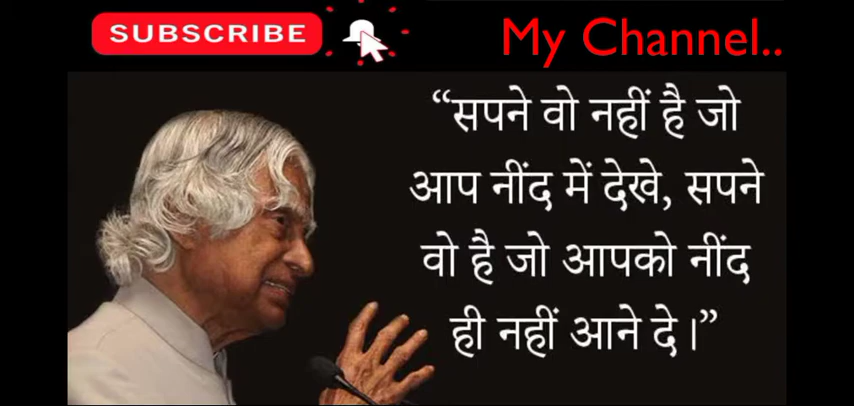 SUBSCRIBE
My Channel..
“सपने वो नहीं है जो
आप नींद में देखे, सपने
वो है जो आपको नींद
ही नहीं आने दे।”